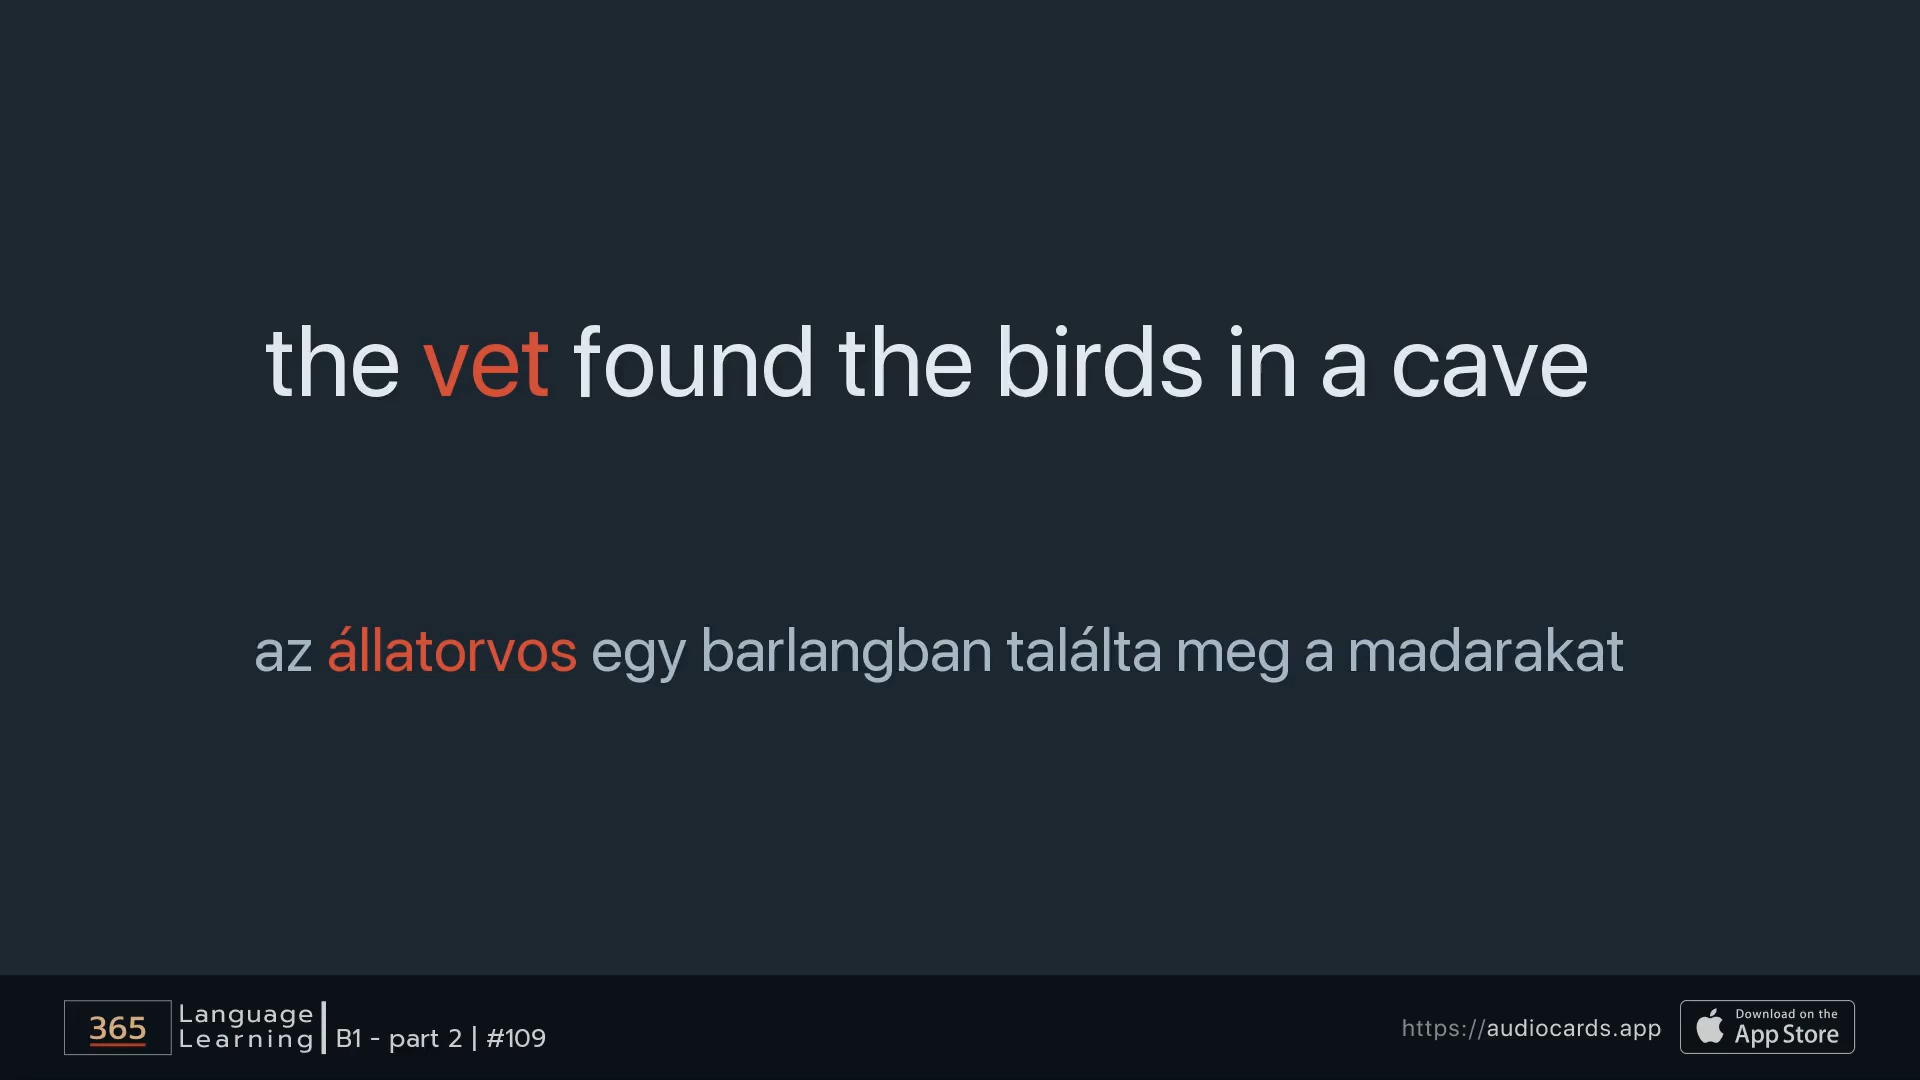 the vet found the birds in a cave
az állatorvos egy barlangban találta meg a madarakat
365
Language
Learning
B1 - part 2 | #109
https://audiocards.app
Download on the
App Store